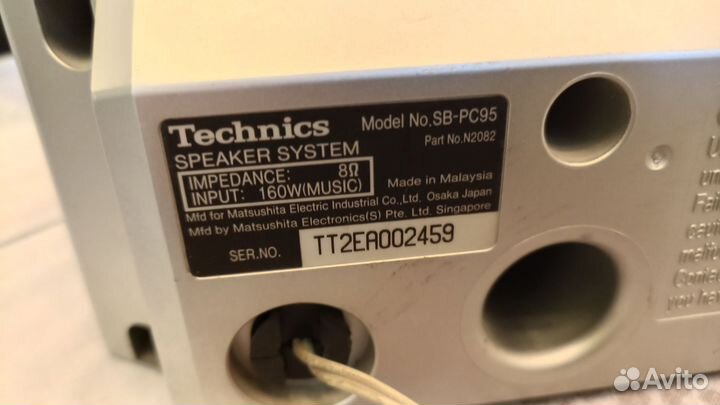 Technics
Model No.SB-PC95
Part No.N2082
SPEAKER SYSTEM
IMPEDANCE: 8Ω
INPUT: 160W(MUSIC)
Made in Malaysia
Mfd for Matsushita Electric Industrial Co.,Ltd. Osaka Japan
Mfd by Matsushita Electronics(S) Pte. Ltd. Singapore
SER.NO. TT2EA002459
Avito